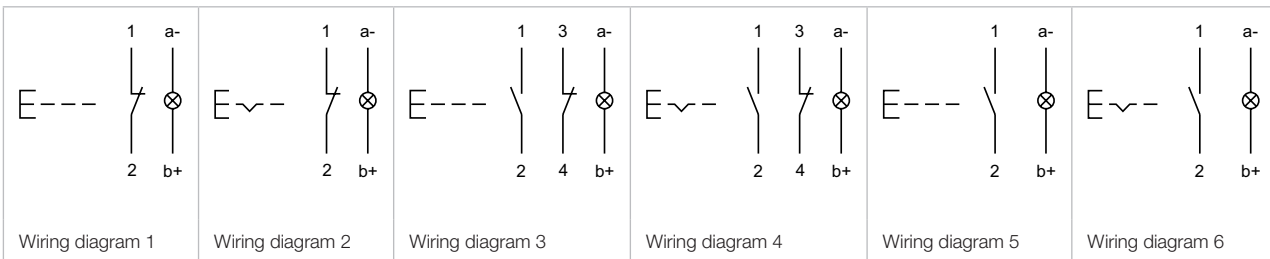 1 a-
2 b+
Wiring diagram 1
1 a-
2 b+
Wiring diagram 2
1 3 a-
2 4 b+
Wiring diagram 3
1 3 a-
2 4 b+
Wiring diagram 4
1 a-
2 b+
Wiring diagram 5
1 a-
2 b+
Wiring diagram 6